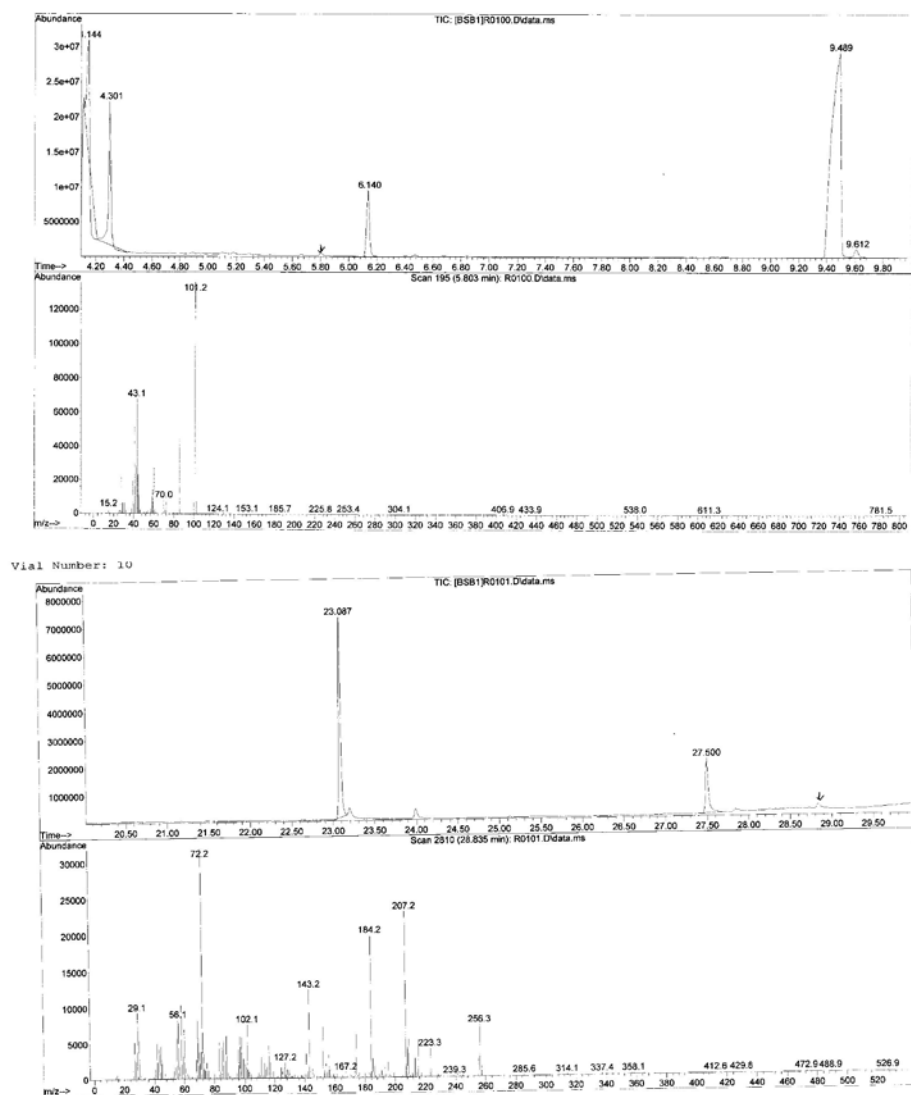 Abundance TIC: [BSB1]R0100.D\data.ms
4.144 9.489
3e+07
2.5e+07
4.301
2e+07
1.5e+07
1e+07 6.140
5000000
9.612
Time--> 4.20 4.40 4.60 4.80 5.00 5.20 5.40 5.60 5.80 6.00 6.20 6.40 6.60 6.80 7.00 7.20 7.40 7.60 7.80 8.00 8.20 8.40 8.60 8.80 9.00 9.20 9.40 9.60 9.80
Abundance Scan 195 (5.803 min): R0100.D\data.ms
101.2
120000
100000
80000
43.1
60000
40000
20000
15.2 70.0 124.1 153.1 185.7 225.8 253.4 304.1 406.9 433.9 538.0 611.3 781.5
0
m/z--> 0 20 40 60 80 100 120 140 160 180 200 220 240 260 280 300 320 340 360 380 400 420 440 460 480 500 520 540 560 580 600 620 640 660 680 700 720 740 760 780 800
Vial Number: 10
Abundance TIC: [BSB1]R0101.D\data.ms
8000000 23.087
7000000
6000000
5000000
4000000
3000000
27.500
2000000
1000000
Time--> 20.50 21.00 21.50 22.00 22.50 23.00 23.50 24.00 24.50 25.00 25.50 26.00 26.50 27.00 27.50 28.00 28.50 29.00 29.50
Abundance Scan 2810 (28.835 min): R0101.D\data.ms
72.2
30000
25000
207.2
20000 184.2
15000
143.2
10000 29.1 56.1 102.1 256.3
5000 127.2 167.2 223.3 239.3 285.6 314.1 337.4 358.1 412.6 429.6 472.9 488.9 526.9
0
m/z--> 20 40 60 80 100 120 140 160 180 200 220 240 260 280 300 320 340 360 380 400 420 440 460 480 500 520 540